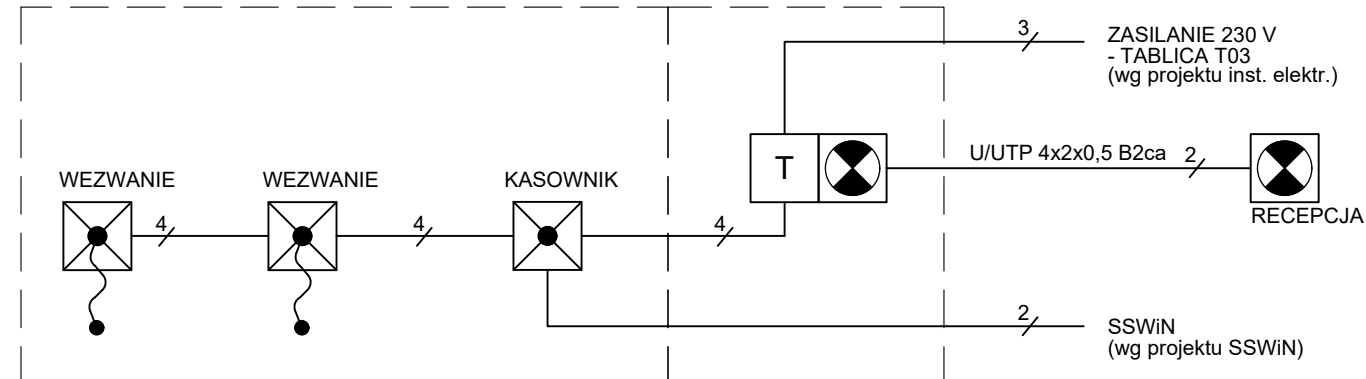 3
ZASILANIE 230 V
- TABLICA T03
(wg projektu inst. elektr.)
T
U/UTP 4x2x0,5 B2ca
2
RECEPCJA
WEZWANIE
WEZWANIE
KASOWNIK
4
4
4
2
SSWiN
(wg projektu SSWiN)